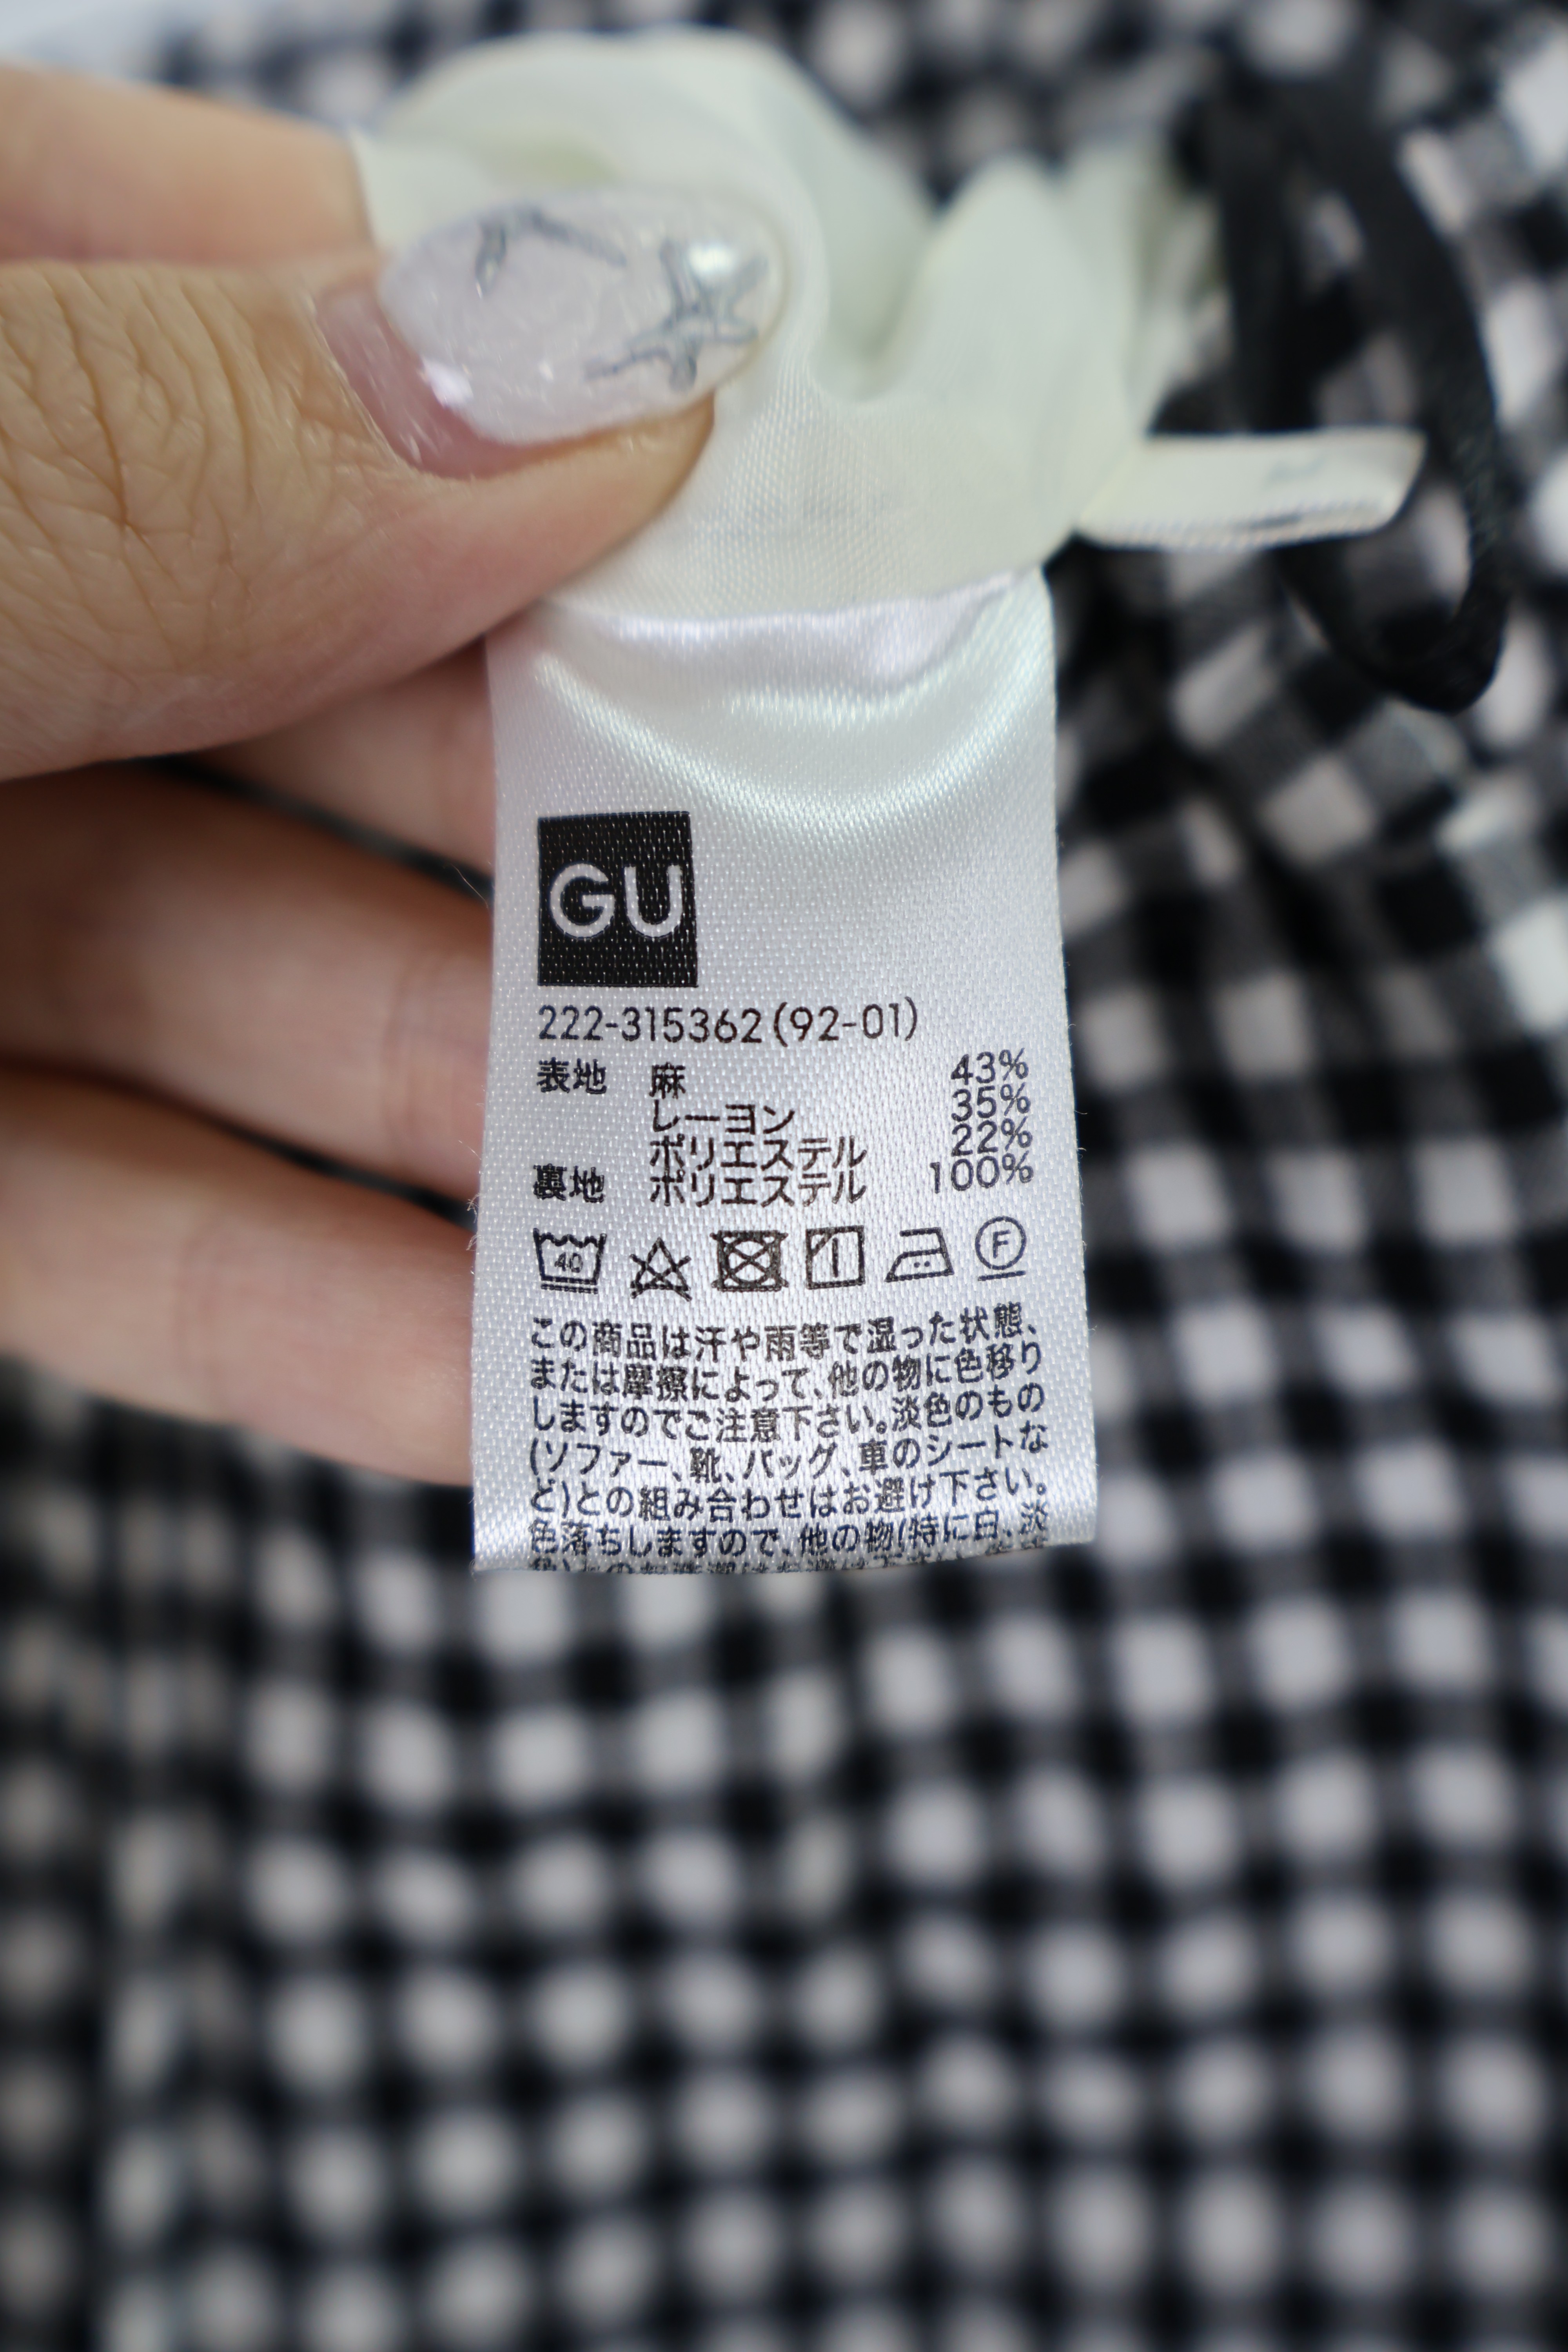 GU
222-315362(92-01)
表地 麻 43%
レーヨン 35%
ポリエステル 22%
裏地 ポリエステル 100%
40
F
この商品は汗や雨等で湿った状態、
または摩擦によって、他の物に色移り
しますのでご注意下さい。淡色のもの
(ソファー、靴、バッグ、車のシートな
ど)との組み合わせはお避け下さい。
色落ちしますので、他の物(特に白、淡